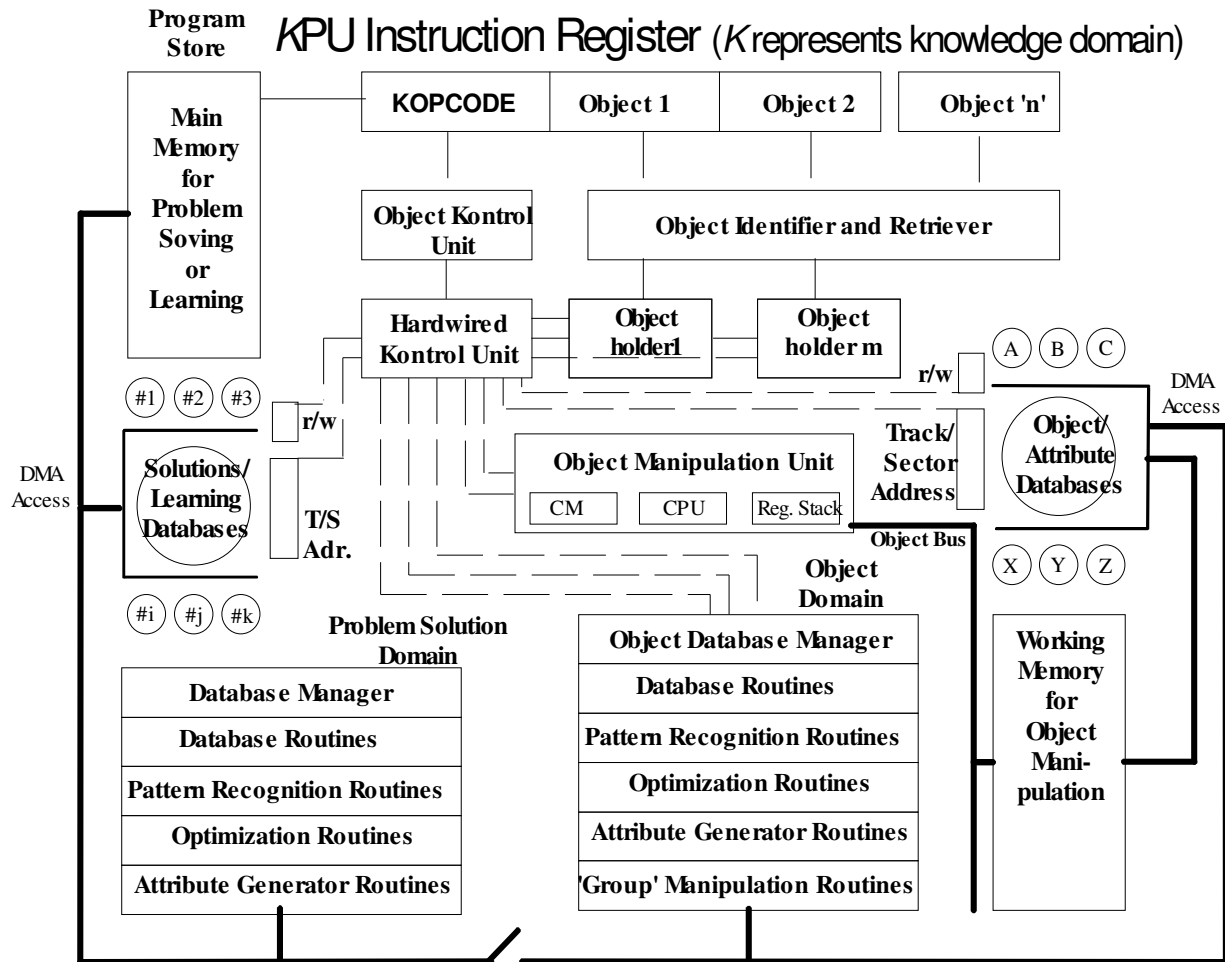 Program
Store
KPU Instruction Register (K represents knowledge domain)
Main
Memory
for
Problem
Soving
or
Learning
KOPCODE
Object 1
Object 2
Object 'n'
Object Kontrol
Unit
Object Identifier and Retriever
Hardwired
Kontrol Unit
Object
holder1
Object
holder m
A
B
C
r/w
DMA
Access
#1
#2
#3
r/w
DMA
Access
Solutions/
Learning
Databases
T/S
Adr.
Object Manipulation Unit
CM
CPU
Reg. Stack
Track/
Sector
Address
Object/
Attribute
Databases
Object Bus
X
Y
Z
#i
#j
#k
Problem Solution
Domain
Object
Domain
Database Manager
Database Routines
Pattern Recognition Routines
Optimization Routines
Attribute Generator Routines
Object Database Manager
Database Routines
Pattern Recognition Routines
Optimization Routines
Attribute Generator Routines
'Group' Manipulation Routines
Working
Memory
for
Object
Mani-
pulation